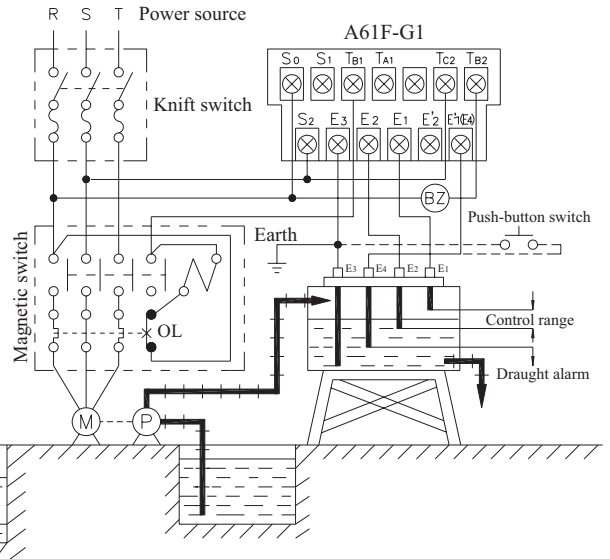 R S T Power source
A61F-G1
S0 S1 TB1 TA1 TC2 TB2
Knift switch
S2 E3 E2 E1 E'2 E'1(E4)
BZ
Push-button switch
Earth
Magnetic switch
E3 E4 E2 E1
Control range
OL
Draught alarm
M P